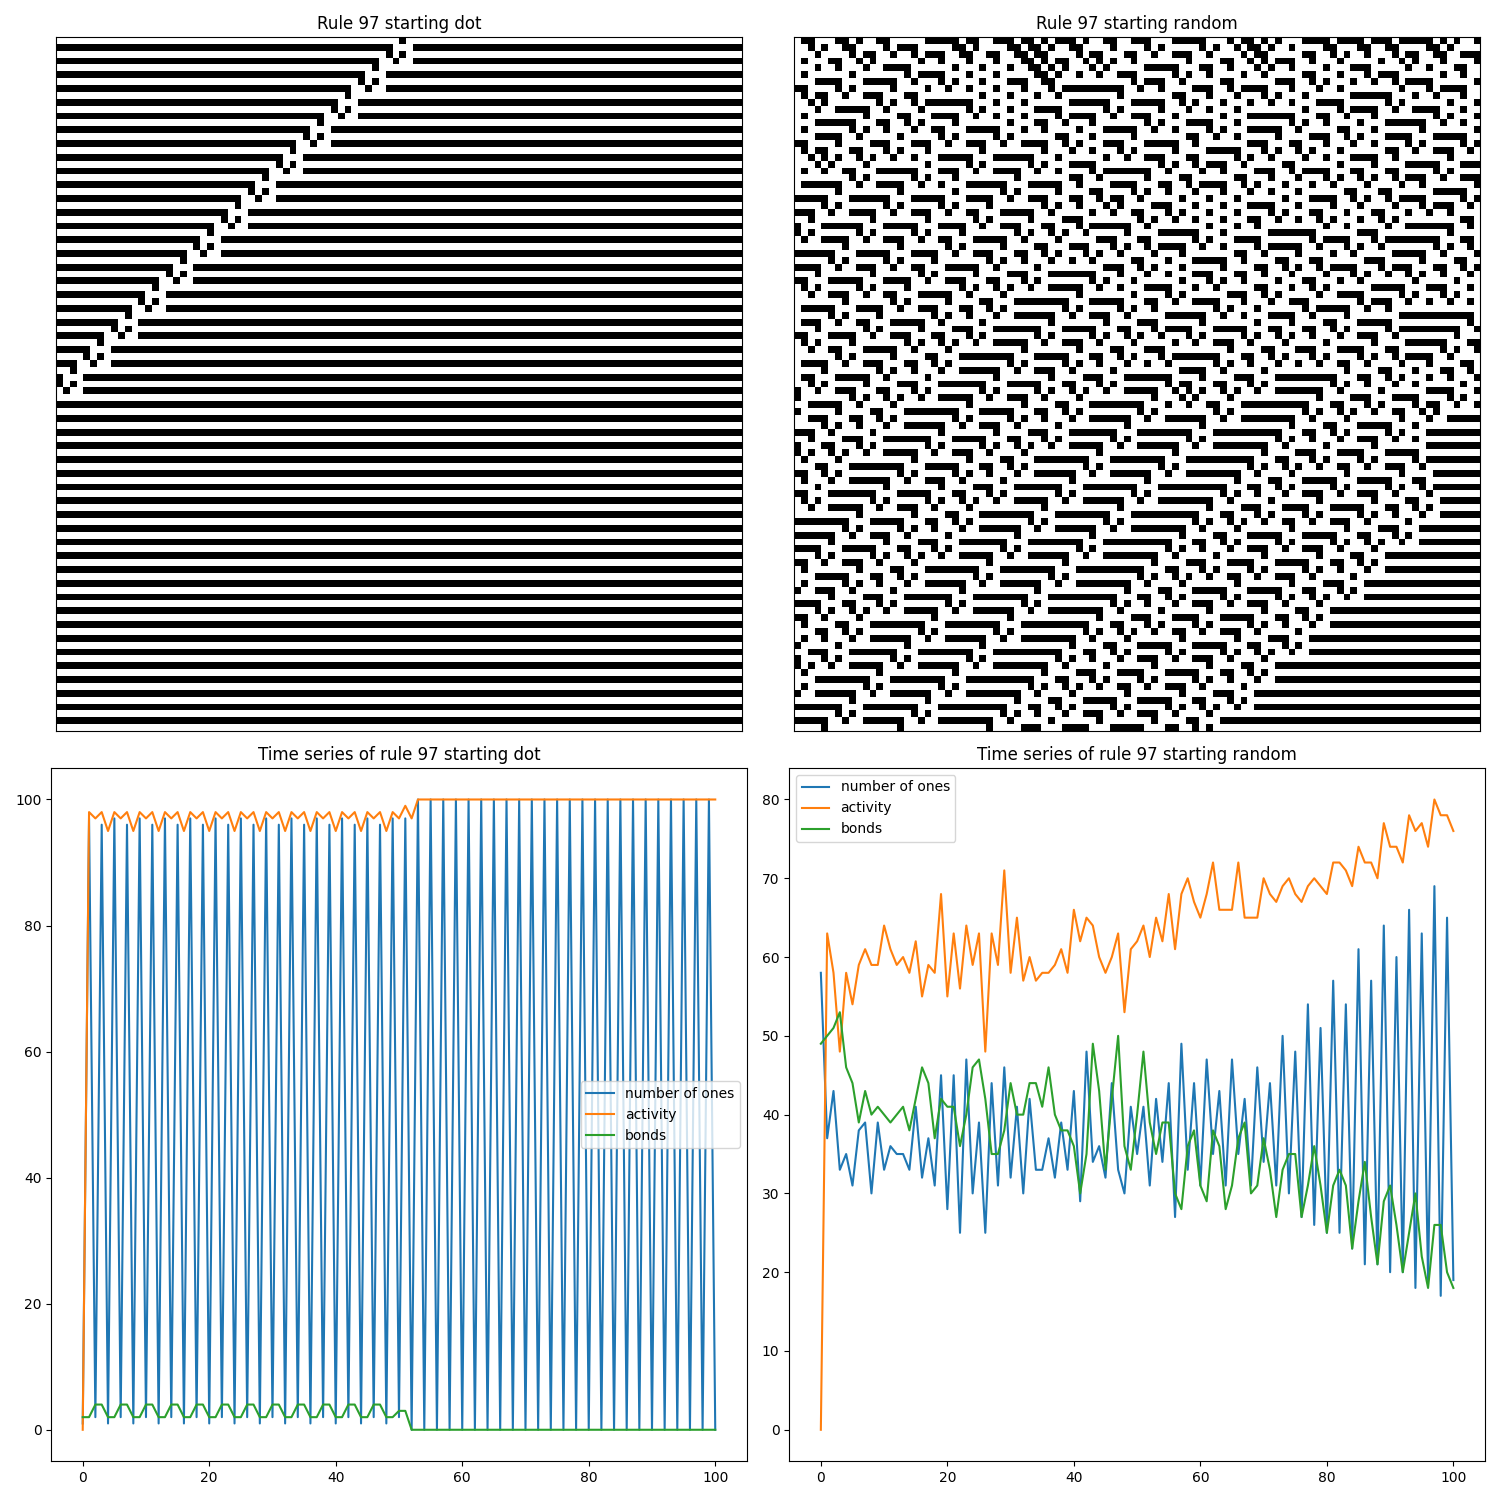 Rule 97 starting dot
Rule 97 starting random
Time series of rule 97 starting dot
100
80
60
40
20
0
number of ones
activity
bonds
0 20 40 60 80 100
Time series of rule 97 starting random
80
70
60
50
40
30
20
10
0
number of ones
activity
bonds
0 20 40 60 80 100